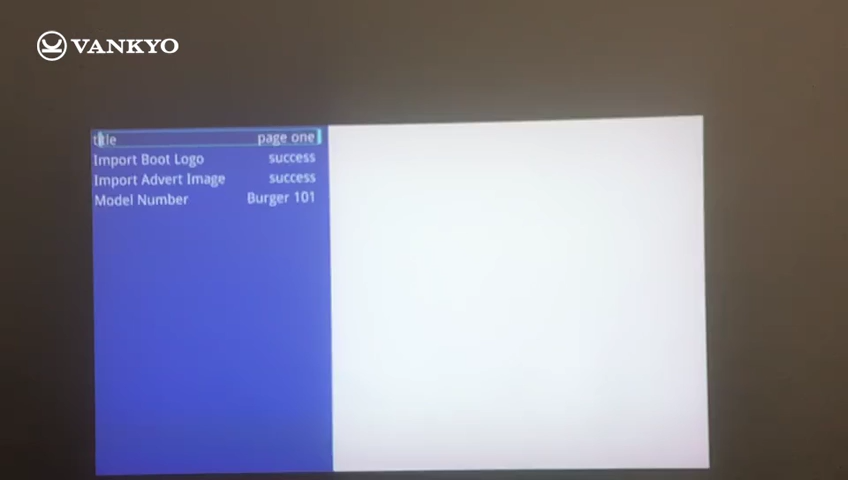 VANKYO
title page one
Import Boot Logo success
Import Advert Image success
Model Number Burger 101